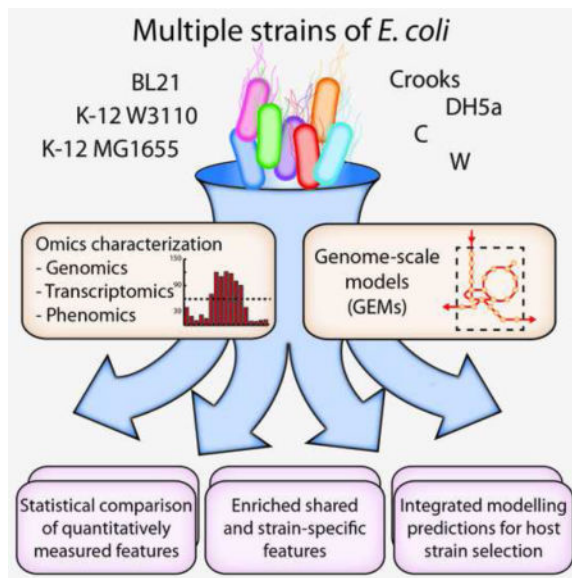 Multiple strains of E. coli
BL21
K-12 W3110
K-12 MG1655
Crooks
DH5a
C
W
Omics characterization
- Genomics
- Transcriptomics
- Phenomics
150
90
30
Genome-scale
models
(GEMs)
Statistical comparison
of quantitatively
measured features
Enriched shared
and strain-specific
features
Integrated modelling
predictions for host
strain selection